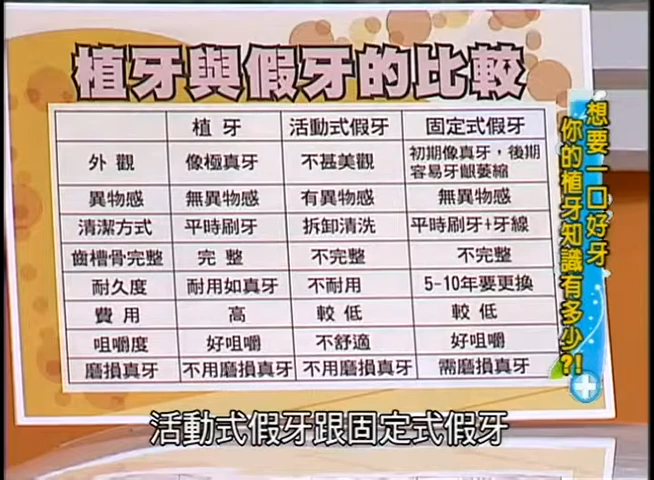 植牙與假牙的比較
植牙 活動式假牙 固定式假牙
外觀 像極真牙 不甚美觀 初期像真牙，後期
容易牙齦萎縮
異物感 無異物感 有異物感 無異物感
清潔方式 平時刷牙 拆卸清洗 平時刷牙+牙線
齒槽骨完整 完整 不完整 不完整
耐久度 耐用如真牙 不耐用 5-10年要更換
費用 高 較低 較低
咀嚼度 好咀嚼 不舒適 好咀嚼
磨損真牙 不用磨損真牙 不用磨損真牙 需磨損真牙
想要一口好牙
你的植牙知識有多少?!
活動式假牙跟固定式假牙